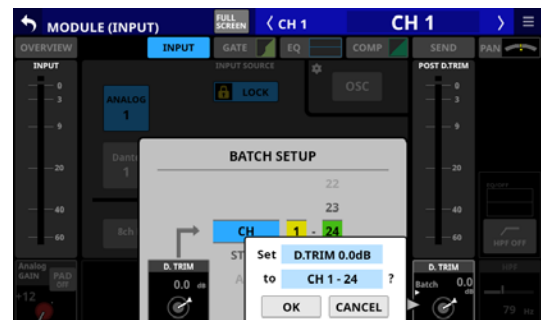 MODULE (INPUT)
FULL SCREEN
CH 1
CH 1
OVERVIEW
INPUT
GATE
EQ
COMP
SEND
PAN
INPUT
INPUT SOURCE
POST D.TRIM
0
3
9
20
40
60
ANALOG
1
LOCK
OSC
0
3
9
20
40
60
Dante
1
8ch
BATCH SETUP
22
23
CH 1 - 24
ST
Set D.TRIM 0.0dB
to CH 1 - 24 ?
OK CANCEL
Analog
GAIN
PAD
OFF
+12
D. TRIM
0.0 dB
D. TRIM
Batch 0.0
dB
HPF OFF
HPF
79 Hz